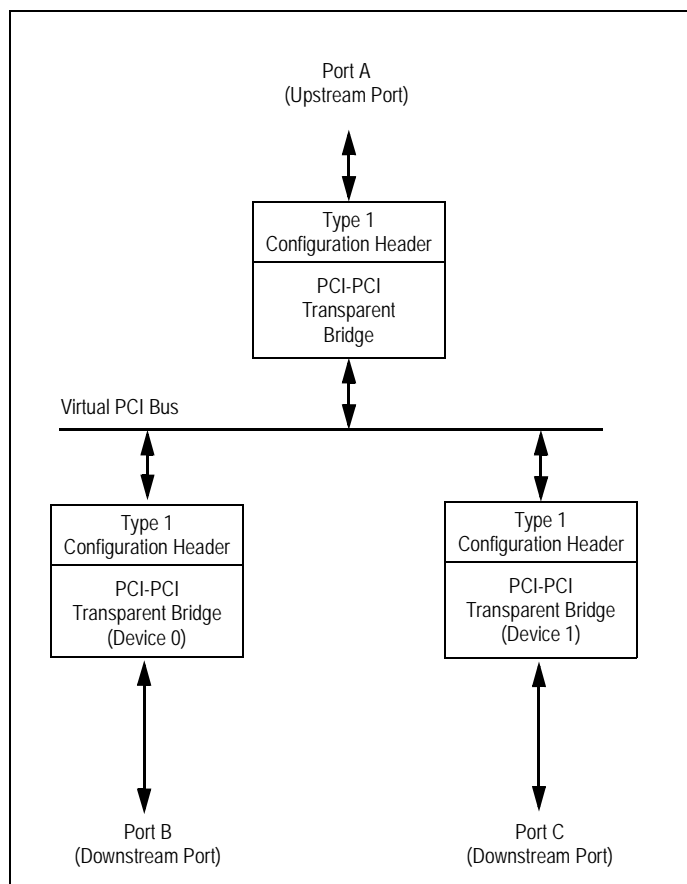 Port A
(Upstream Port)
Type 1
Configuration Header
PCI-PCI
Transparent
Bridge
Virtual PCI Bus
Type 1
Configuration Header
PCI-PCI
Transparent Bridge
(Device 0)
Type 1
Configuration Header
PCI-PCI
Transparent Bridge
(Device 1)
Port B
(Downstream Port)
Port C
(Downstream Port)